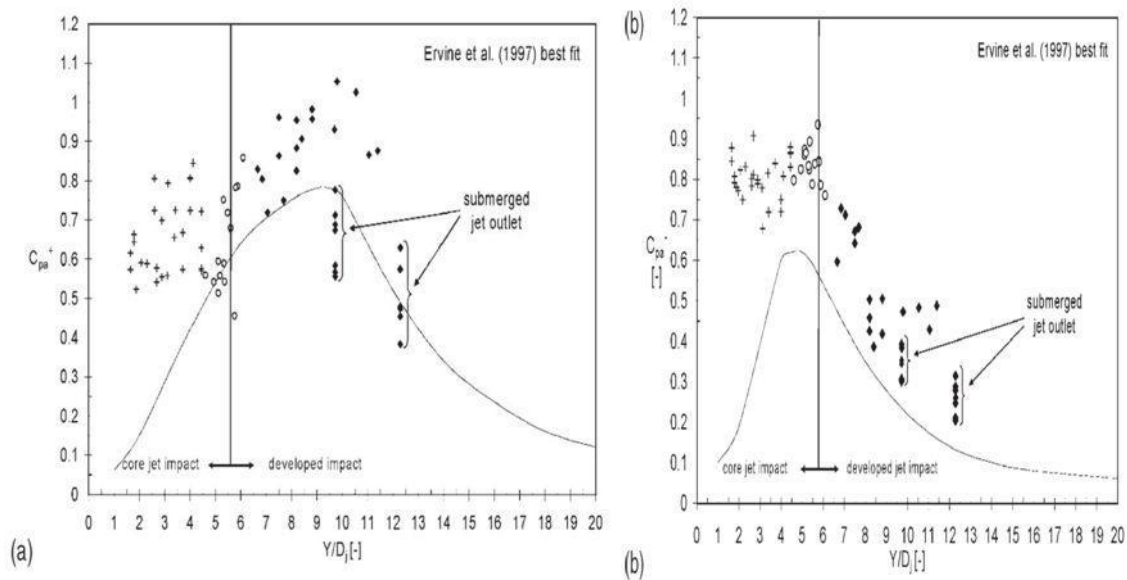 1.2
1.1
1
0.9
0.8
0.7
0.6
0.5
0.4
0.3
0.2
0.1
0
Cpa+
Ervine et al. (1997) best fit
submerged
jet outlet
core jet impact
developed impact
0 1 2 3 4 5 6 7 8 9 10 11 12 13 14 15 16 17 18 19 20
Y/Dj [-]
(a)
(b)
1.2
1.1
1
0.9
0.8
0.7
0.6
0.5
0.4
0.3
0.2
0.1
0
Cpa-
[-]
Ervine et al. (1997) best fit
submerged
jet outlet
core jet impact
developed jet impact
0 1 2 3 4 5 6 7 8 9 10 11 12 13 14 15 16 17 18 19 20
Y/Dj [-]
(b)